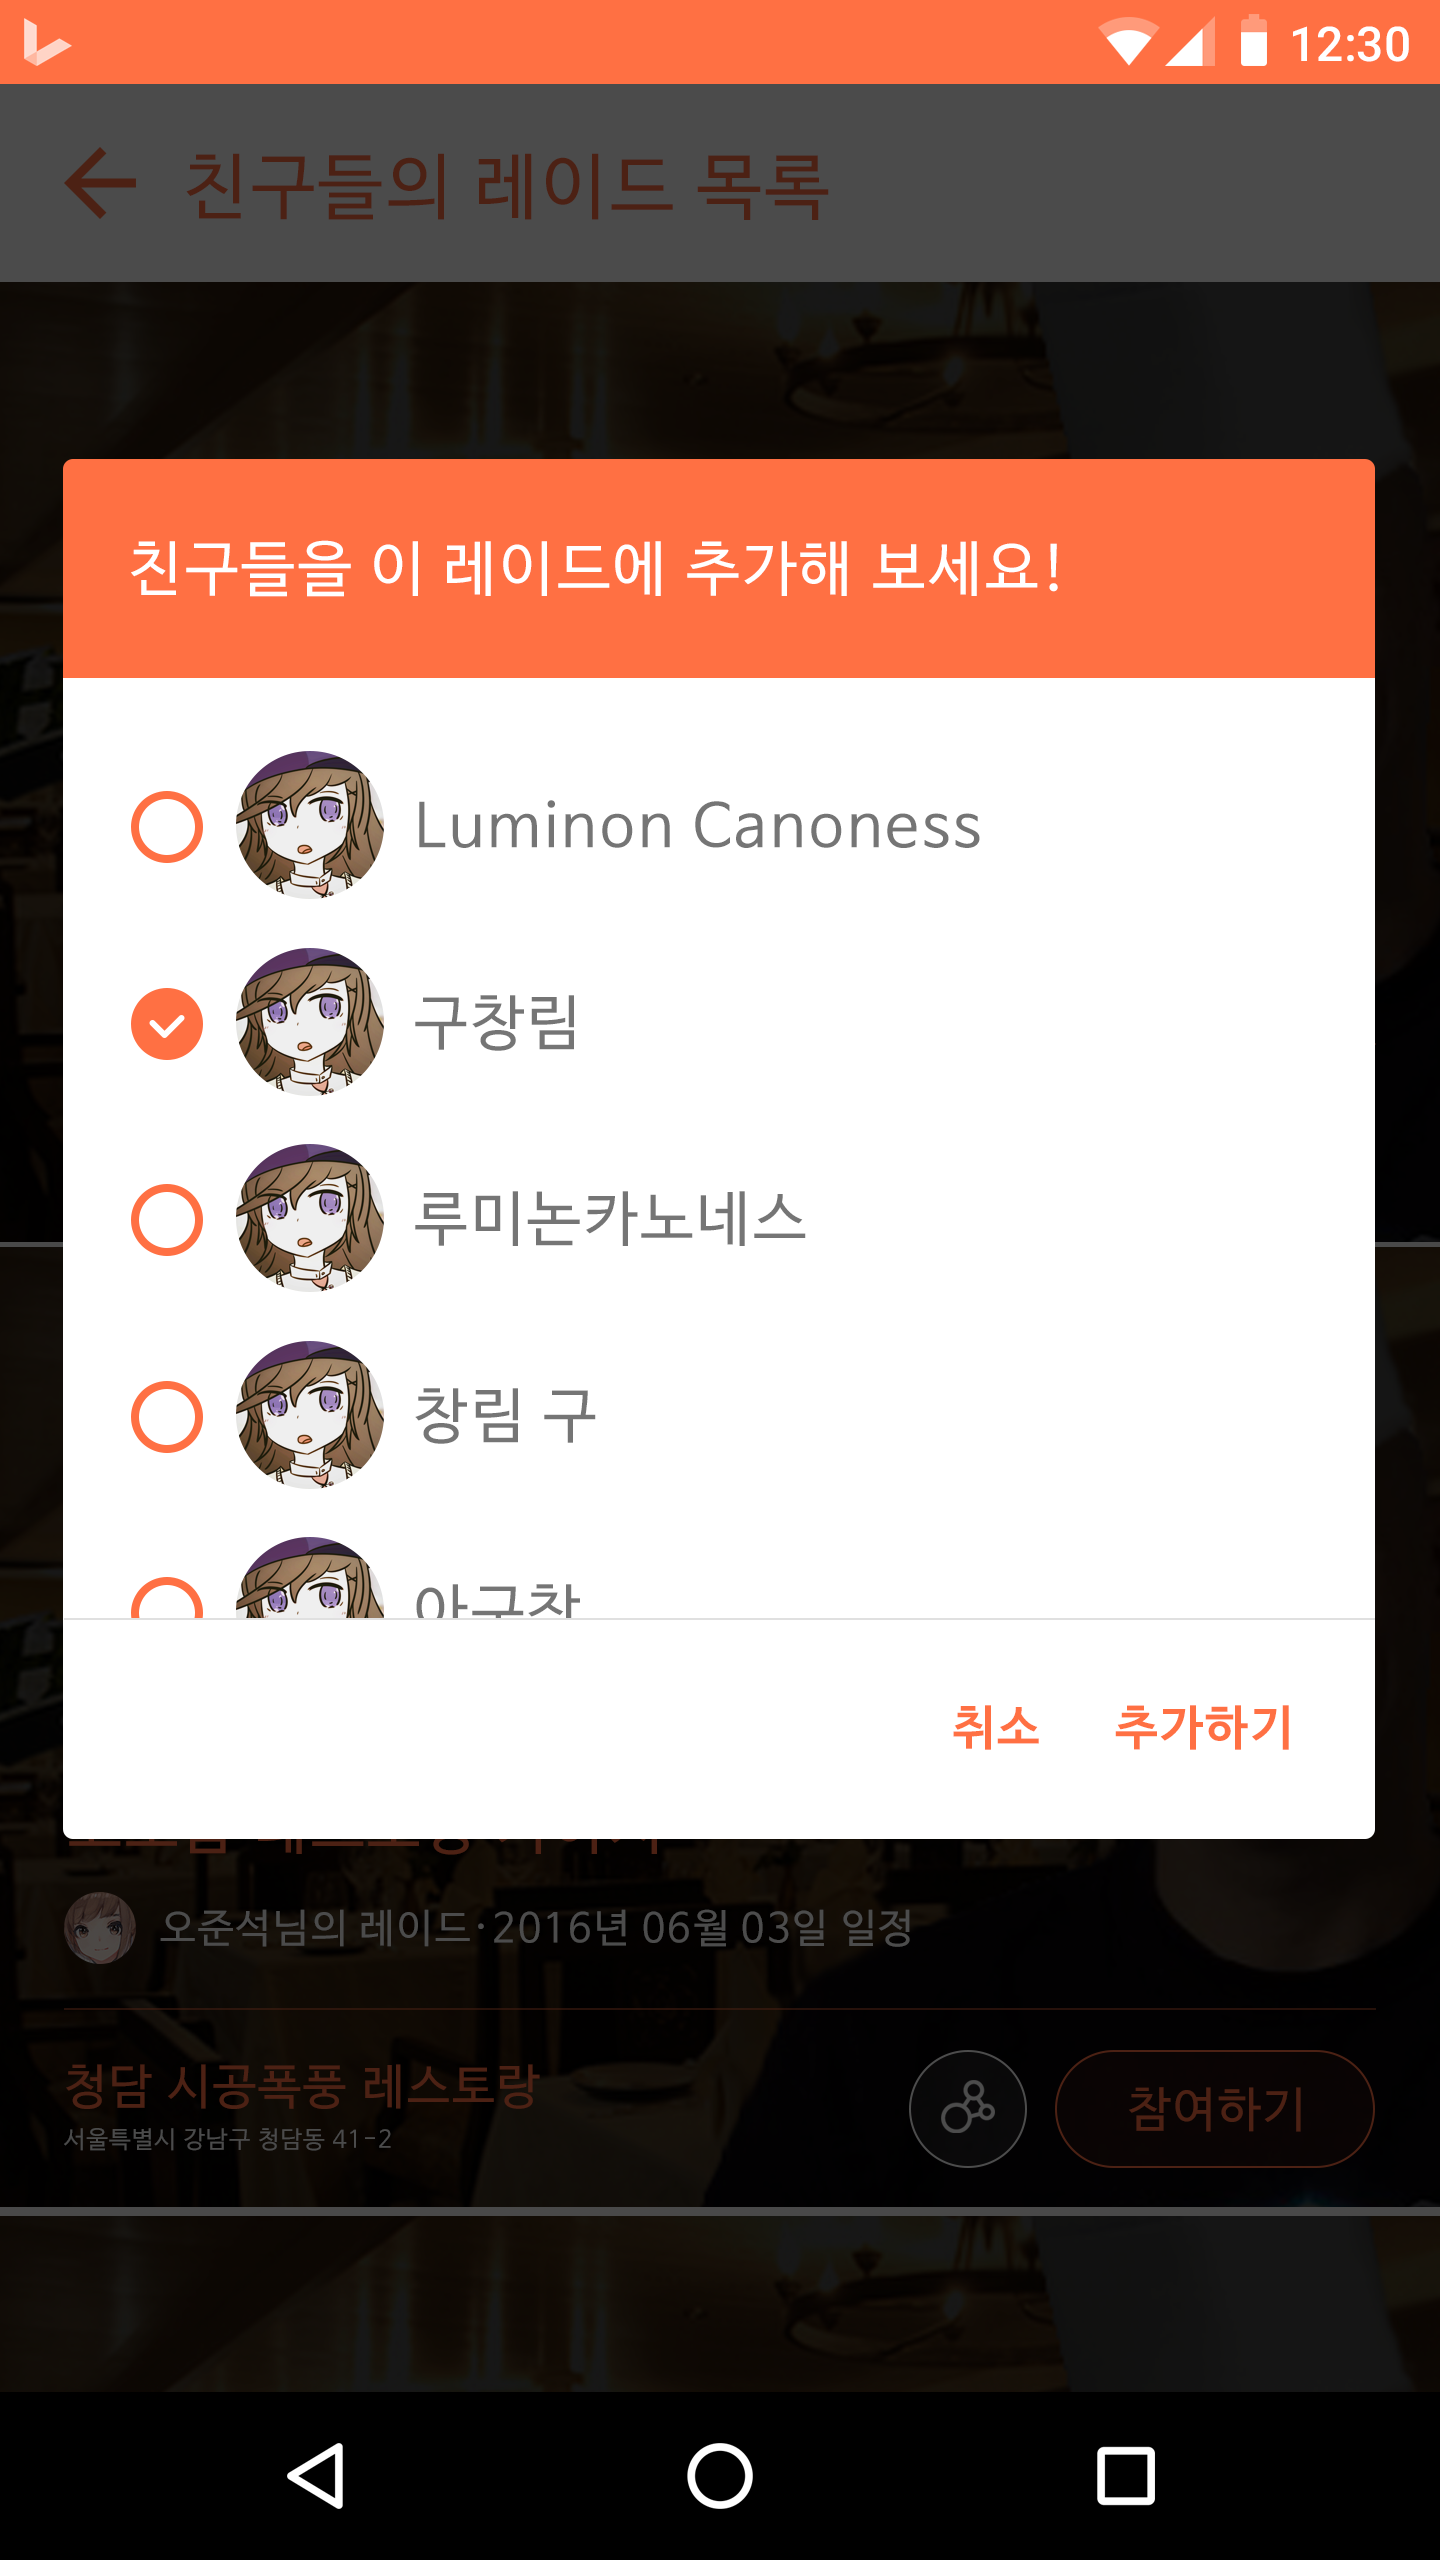 12:30
친구들의 레이드 목록
친구들을 이 레이드에 추가해 보세요!
Luminon Canoness
구창림
루미논카노네스
창림 구
취소 추가하기
오준석님의 레이드·2016년 06월 03일 일정
청담 시공폭풍 레스토랑
서울특별시 강남구 청담동 41-2
참여하기